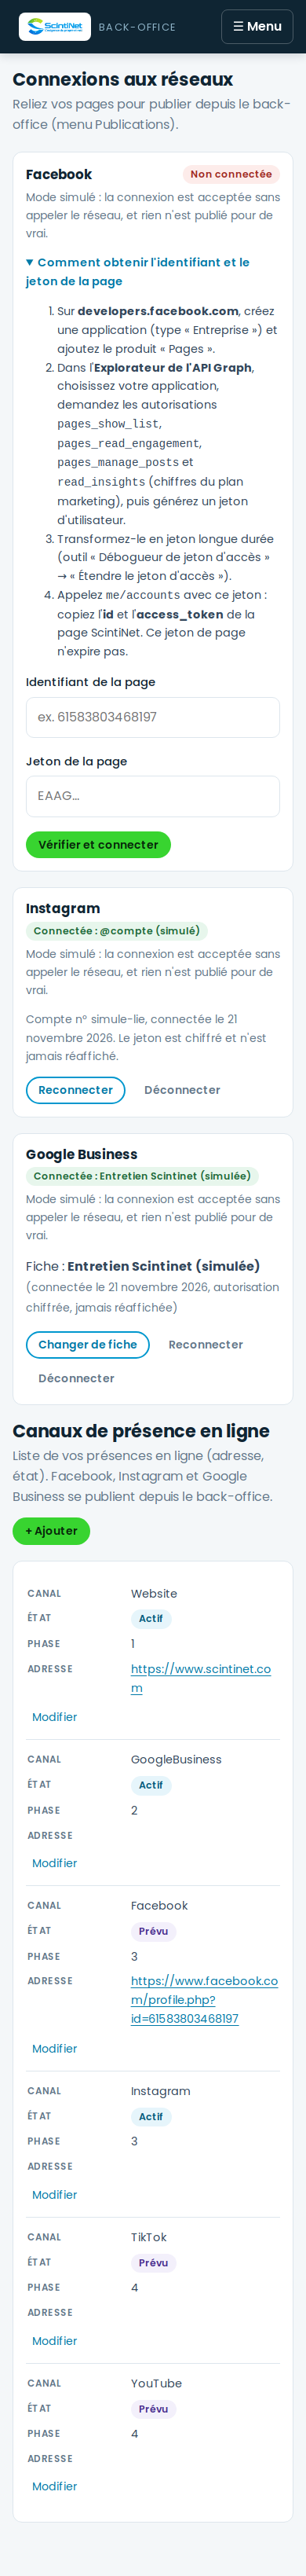 ScintiNet
BACK-OFFICE
☰ Menu
Connexions aux réseaux
Reliez vos pages pour publier depuis le back-
office (menu Publications).
Facebook
Non connectée
Mode simulé : la connexion est acceptée sans
appeler le réseau, et rien n'est publié pour de
vrai.
▼ Comment obtenir l'identifiant et le
jeton de la page
1. Sur developers.facebook.com, créez
une application (type « Entreprise ») et
ajoutez le produit « Pages ».
2. Dans l'Explorateur de l'API Graph,
choisissez votre application,
demandez les autorisations
pages_show_list,
pages_read_engagement,
pages_manage_posts et
read_insights (chiffres du plan
marketing), puis générez un jeton
d'utilisateur.
3. Transformez-le en jeton longue durée
(outil « Débogueur de jeton d'accès »
→ « Étendre le jeton d'accès »).
4. Appelez me/accounts avec ce jeton :
copiez l'id et l'access_token de la
page ScintiNet. Ce jeton de page
n'expire pas.
Identifiant de la page
ex. 61583803468197
Jeton de la page
EAAG...
Vérifier et connecter
Instagram
Connectée : @compte (simulé)
Mode simulé : la connexion est acceptée sans
appeler le réseau, et rien n'est publié pour de
vrai.
Compte n° simule-lie, connectée le 21
novembre 2026. Le jeton est chiffré et n'est
jamais réaffiché.
Reconnecter
Déconnecter
Google Business
Connectée : Entretien Scintinet (simulée)
Mode simulé : la connexion est acceptée sans
appeler le réseau, et rien n'est publié pour de
vrai.
Fiche : Entretien Scintinet (simulée)
(connectée le 21 novembre 2026, autorisation
chiffrée, jamais réaffichée)
Changer de fiche
Reconnecter
Déconnecter
Canaux de présence en ligne
Liste de vos présences en ligne (adresse,
état). Facebook, Instagram et Google
Business se publient depuis le back-office.
+ Ajouter
CANAL Website
ÉTAT Actif
PHASE 1
ADRESSE https://www.scintinet.co
m
Modifier
CANAL GoogleBusiness
ÉTAT Actif
PHASE 2
ADRESSE
Modifier
CANAL Facebook
ÉTAT Prévu
PHASE 3
ADRESSE https://www.facebook.co
m/profile.php?
id=61583803468197
Modifier
CANAL Instagram
ÉTAT Actif
PHASE 3
ADRESSE
Modifier
CANAL TikTok
ÉTAT Prévu
PHASE 4
ADRESSE
Modifier
CANAL YouTube
ÉTAT Prévu
PHASE 4
ADRESSE
Modifier